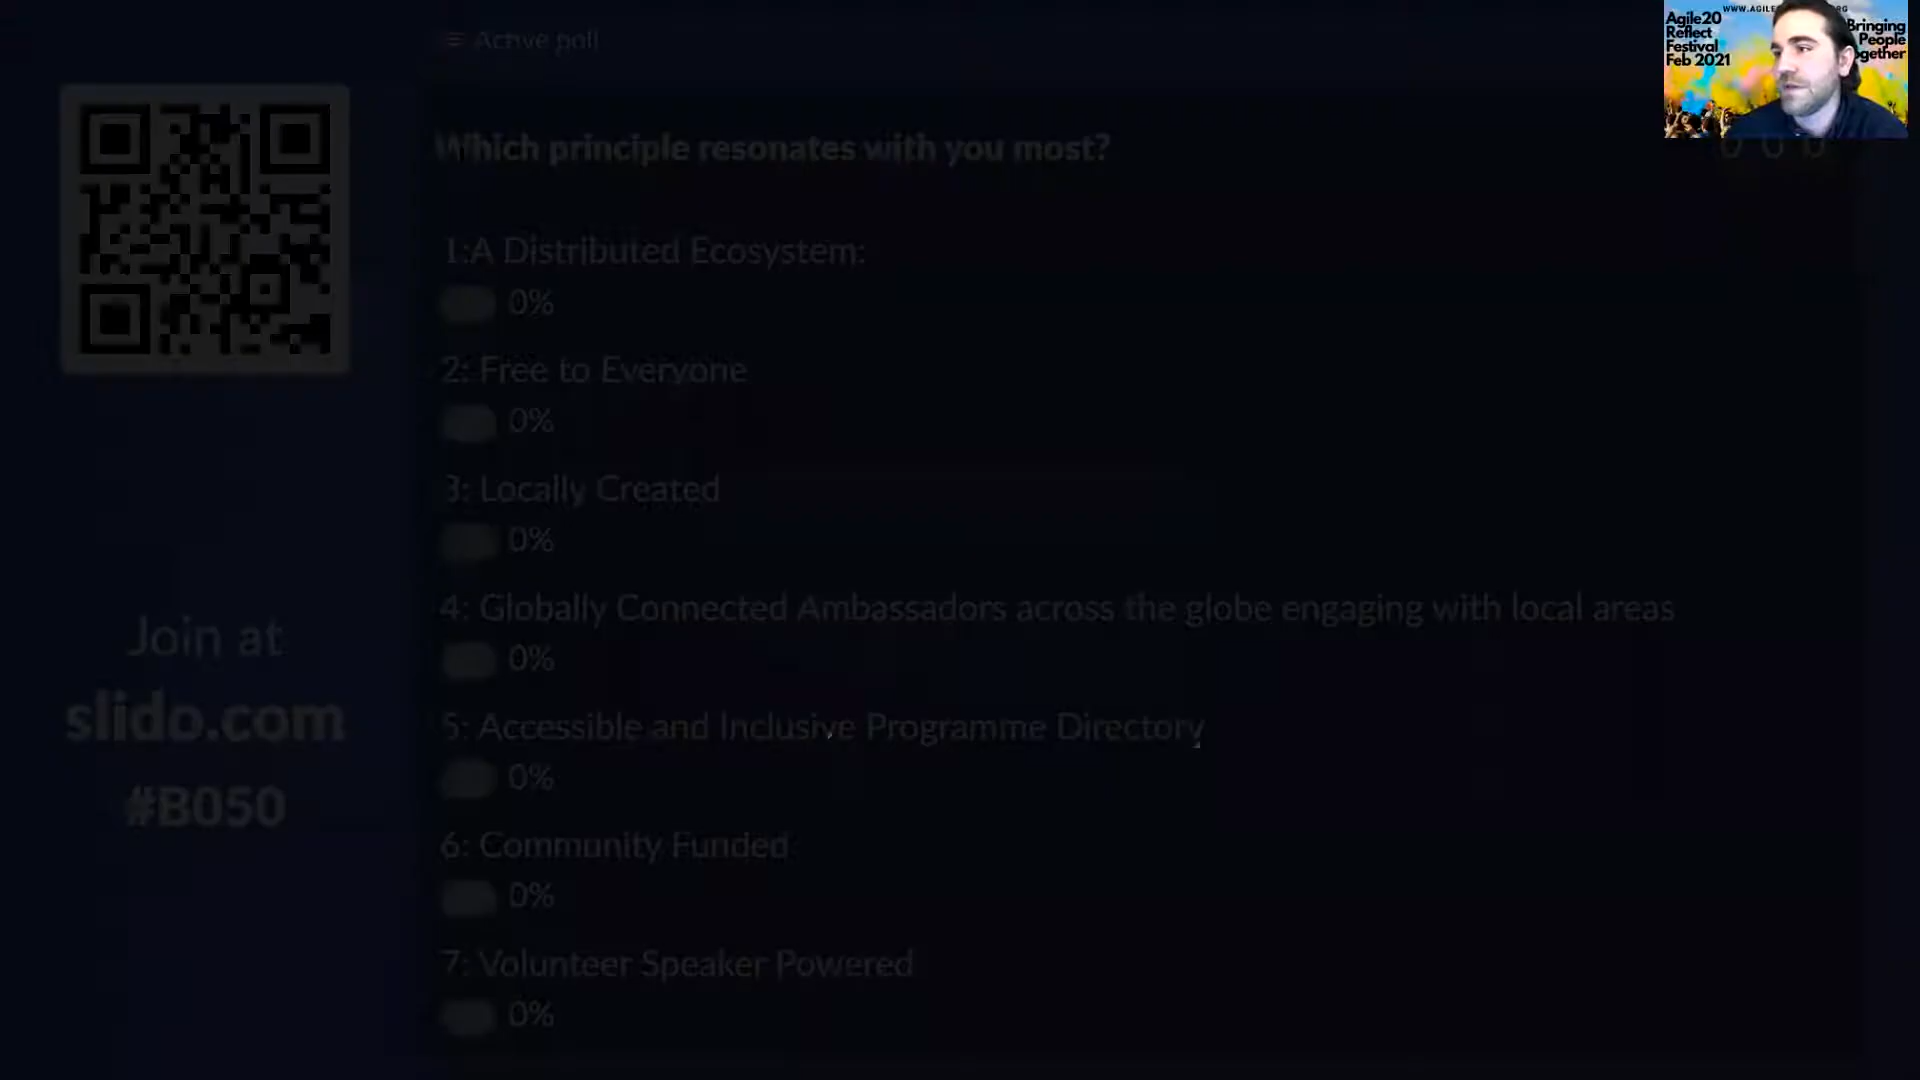 Active poll
Which principle resonates with you most?
1:A Distributed Ecosystem:
0%
2: Free to Everyone
0%
3: Locally Created
0%
4: Globally Connected Ambassadors across the globe engaging with local areas
0%
5: Accessible and Inclusive Programme Directory
0%
6: Community Funded
0%
7: Volunteer Speaker Powered
0%
Join at
slido.com
#B050
Agile20
Reflect
Festival
Feb 2021
Bringing
People